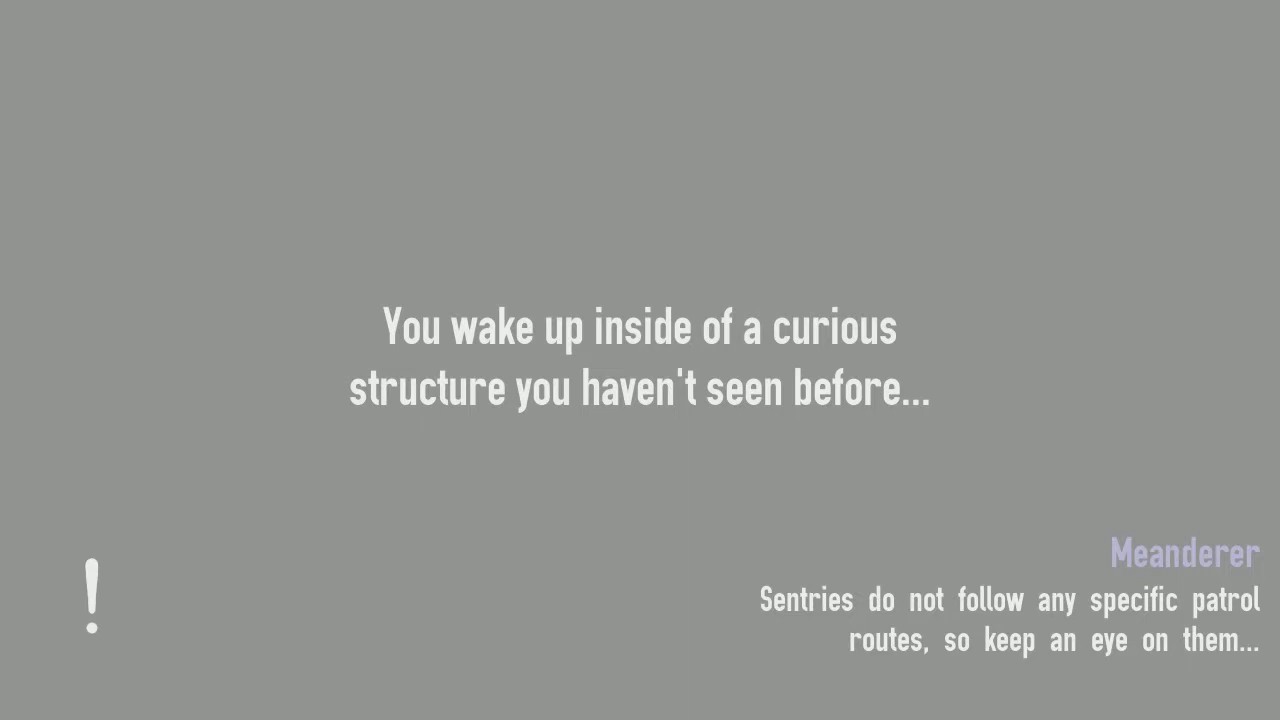 You wake up inside of a curious
structure you haven't seen before...
!
Meanderer
Sentries do not follow any specific patrol
routes, so keep an eye on them...